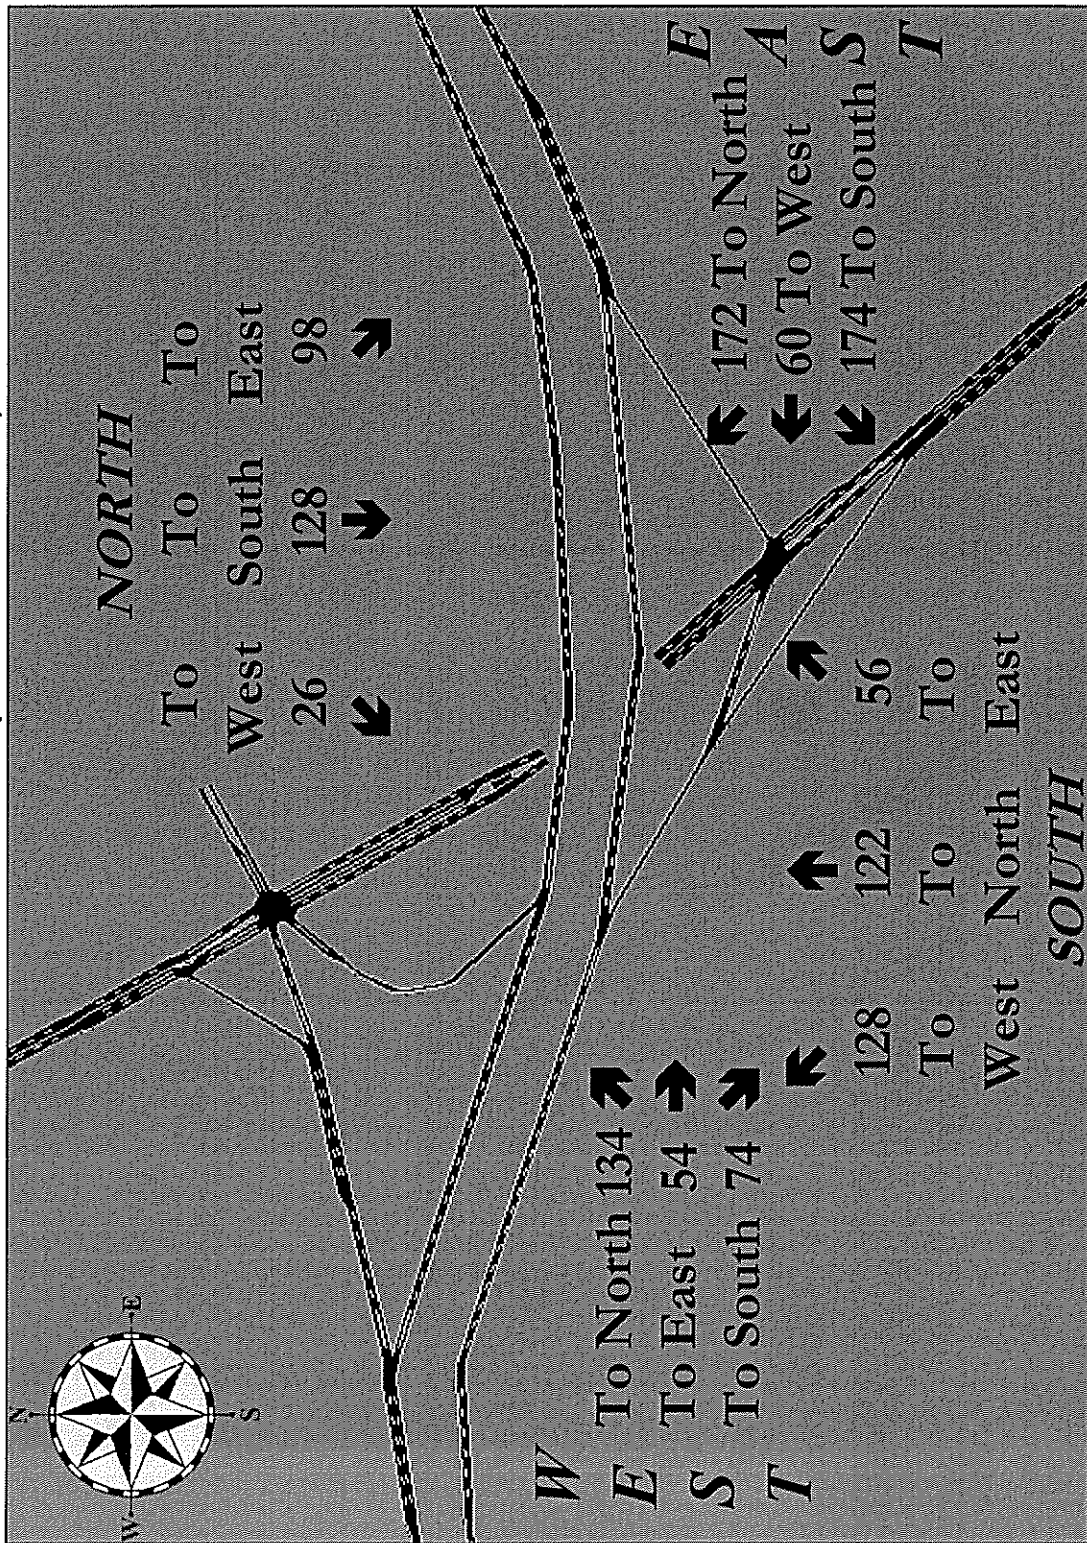 N
W
E
S
NORTH
To To To
West South East
26 128 98
W
E
S
T
To North 134
To East 54
To South 74
E
A
S
T
172 To North
60 To West
174 To South
128 122 56
To To To
West North East
SOUTH